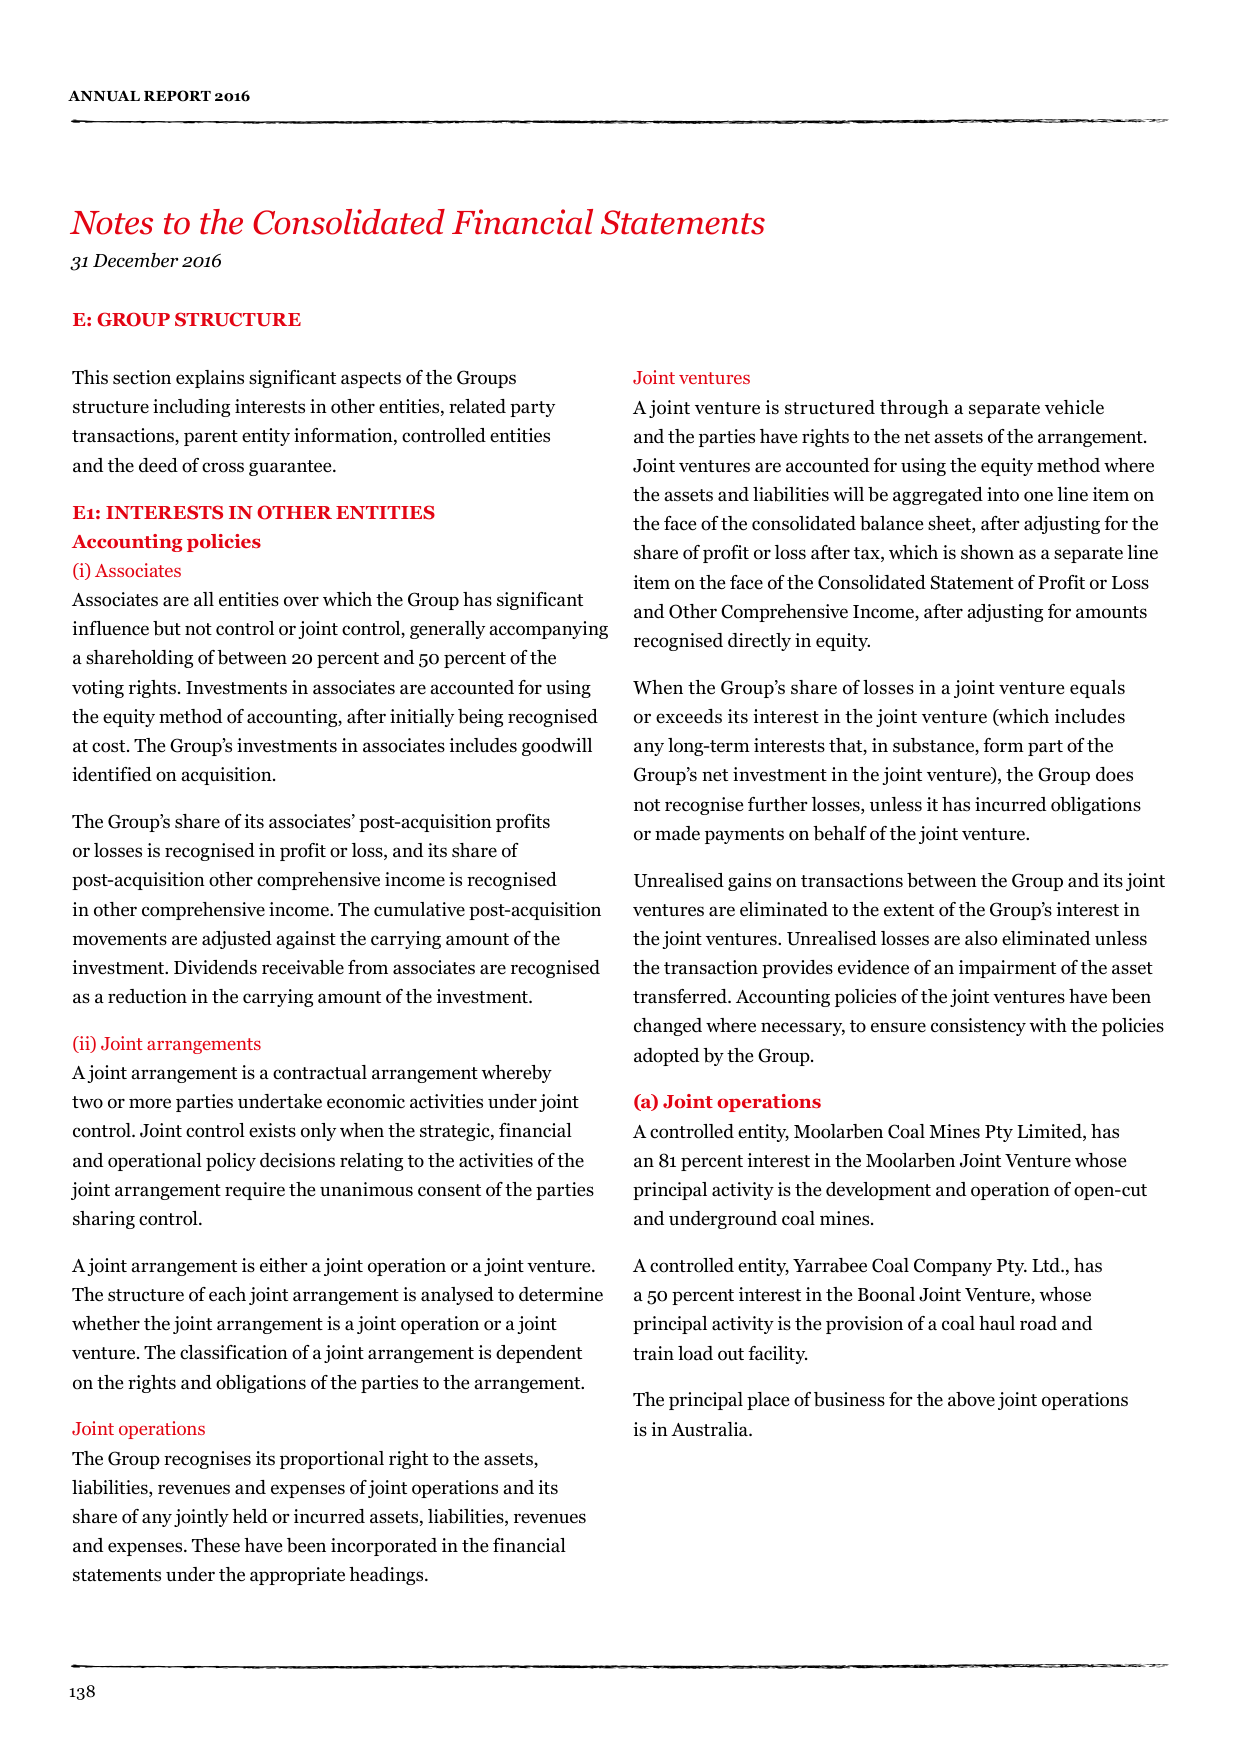 ANNUAL REPORT 2016
Notes to the Consolidated Financial Statements
31 December 2016
E: GROUP STRUCTURE
This section explains significant aspects of the Groups
structure including interests in other entities, related party
transactions, parent entity information, controlled entities
and the deed of cross guarantee.
E1: INTERESTS IN OTHER ENTITIES
Accounting policies
(i) Associates
Associates are all entities over which the Group has significant
influence but not control or joint control, generally accompanying
a shareholding of between 20 percent and 50 percent of the
voting rights. Investments in associates are accounted for using
the equity method of accounting, after initially being recognised
at cost. The Group's investments in associates includes goodwill
identified on acquisition.
The Group's share of its associates' post-acquisition profits
or losses is recognised in profit or loss, and its share of
post-acquisition other comprehensive income is recognised
in other comprehensive income. The cumulative post-acquisition
movements are adjusted against the carrying amount of the
investment. Dividends receivable from associates are recognised
as a reduction in the carrying amount of the investment.
(ii) Joint arrangements
A joint arrangement is a contractual arrangement whereby
two or more parties undertake economic activities under joint
control. Joint control exists only when the strategic, financial
and operational policy decisions relating to the activities of the
joint arrangement require the unanimous consent of the parties
sharing control.
A joint arrangement is either a joint operation or a joint venture.
The structure of each joint arrangement is analysed to determine
whether the joint arrangement is a joint operation or a joint
venture. The classification of a joint arrangement is dependent
on the rights and obligations of the parties to the arrangement.
Joint operations
The Group recognises its proportional right to the assets,
liabilities, revenues and expenses of joint operations and its
share of any jointly held or incurred assets, liabilities, revenues
and expenses. These have been incorporated in the financial
statements under the appropriate headings.
Joint ventures
A joint venture is structured through a separate vehicle
and the parties have rights to the net assets of the arrangement.
Joint ventures are accounted for using the equity method where
the assets and liabilities will be aggregated into one line item on
the face of the consolidated balance sheet, after adjusting for the
share of profit or loss after tax, which is shown as a separate line
item on the face of the Consolidated Statement of Profit or Loss
and Other Comprehensive Income, after adjusting for amounts
recognised directly in equity.
When the Group's share of losses in a joint venture equals
or exceeds its interest in the joint venture (which includes
any long-term interests that, in substance, form part of the
Group's net investment in the joint venture), the Group does
not recognise further losses, unless it has incurred obligations
or made payments on behalf of the joint venture.
Unrealised gains on transactions between the Group and its joint
ventures are eliminated to the extent of the Group's interest in
the joint ventures. Unrealised losses are also eliminated unless
the transaction provides evidence of an impairment of the asset
transferred. Accounting policies of the joint ventures have been
changed where necessary, to ensure consistency with the policies
adopted by the Group.
(a) Joint operations
A controlled entity, Moolarben Coal Mines Pty Limited, has
an 81 percent interest in the Moolarben Joint Venture whose
principal activity is the development and operation of open-cut
and underground coal mines.
A controlled entity, Yarrabee Coal Company Pty. Ltd., has
a 50 percent interest in the Boonal Joint Venture, whose
principal activity is the provision of a coal haul road and
train load out facility.
The principal place of business for the above joint operations
is in Australia.
138